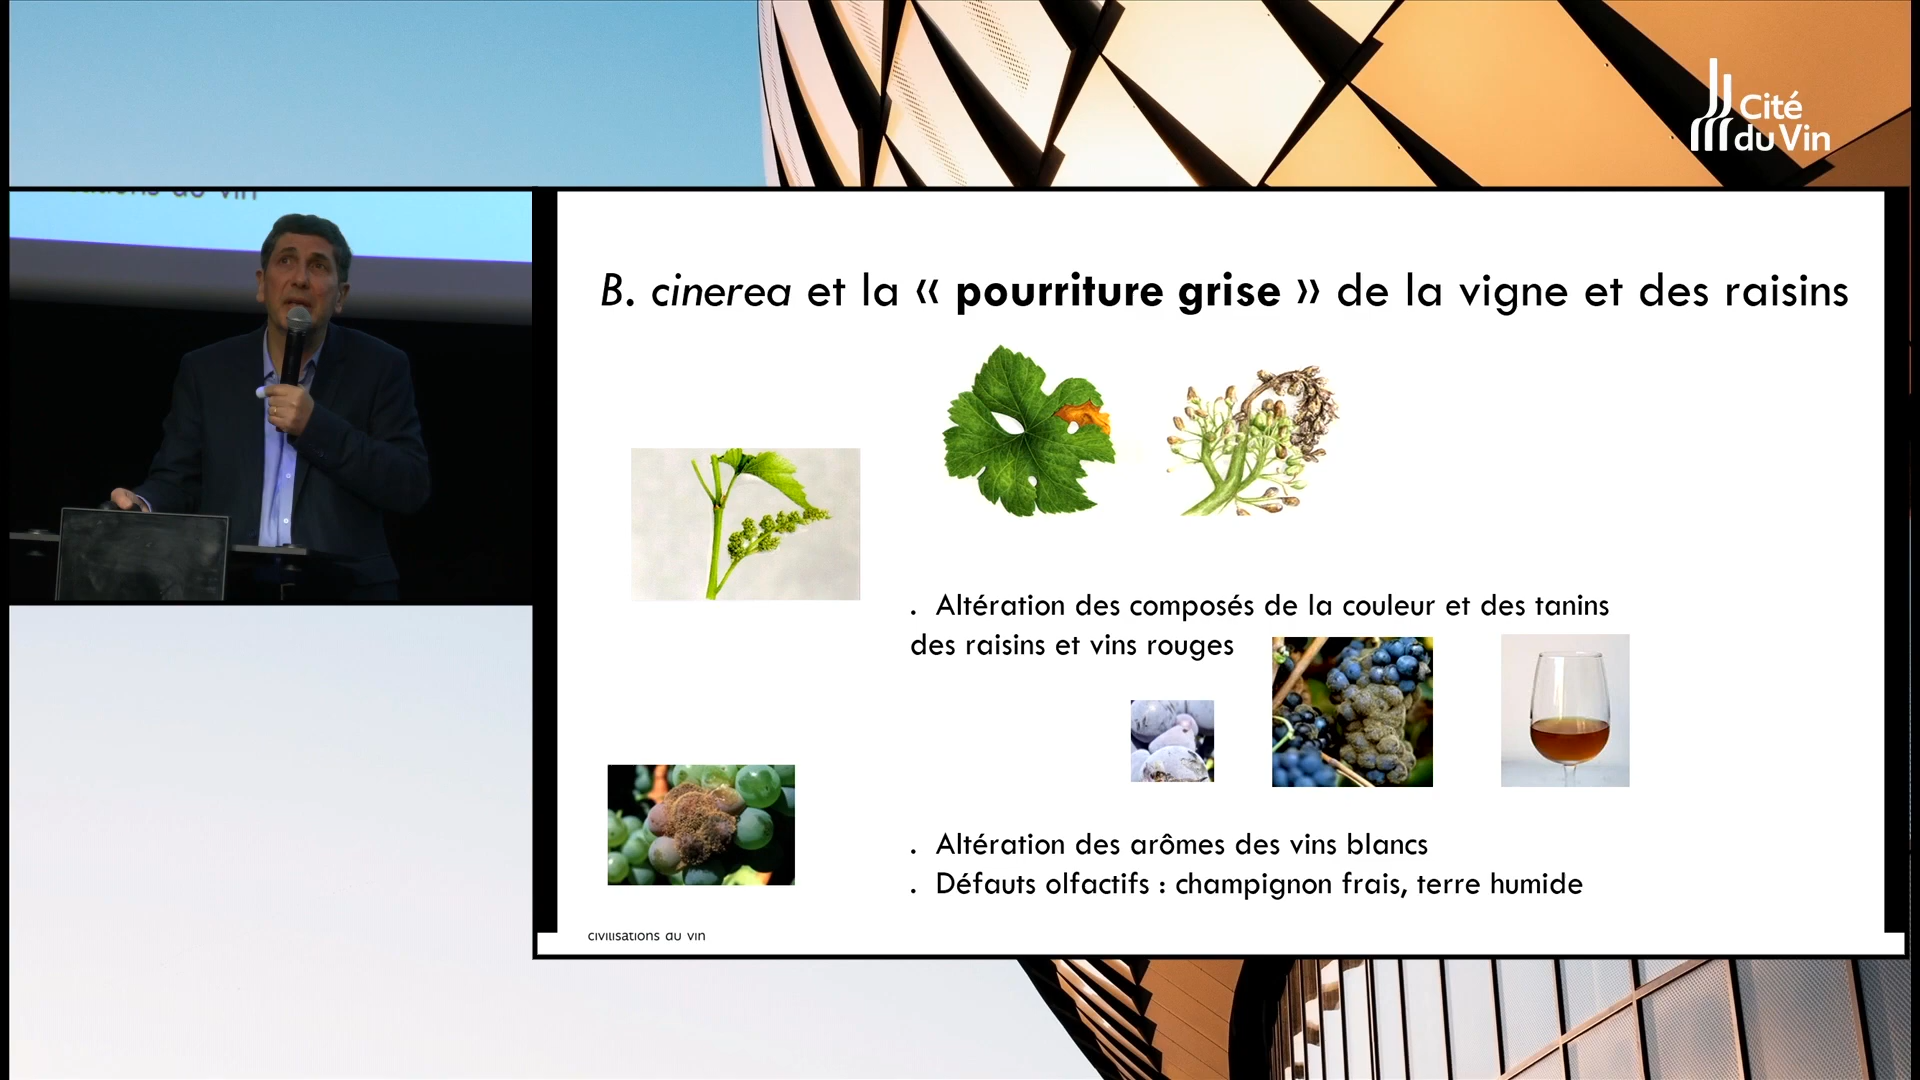 Cité
du Vin
B. cinerea et la « pourriture grise » de la vigne et des raisins
. Altération des composés de la couleur et des tanins
des raisins et vins rouges
. Altération des arômes des vins blancs
. Défauts olfactifs : champignon frais, terre humide
civilisations du vin